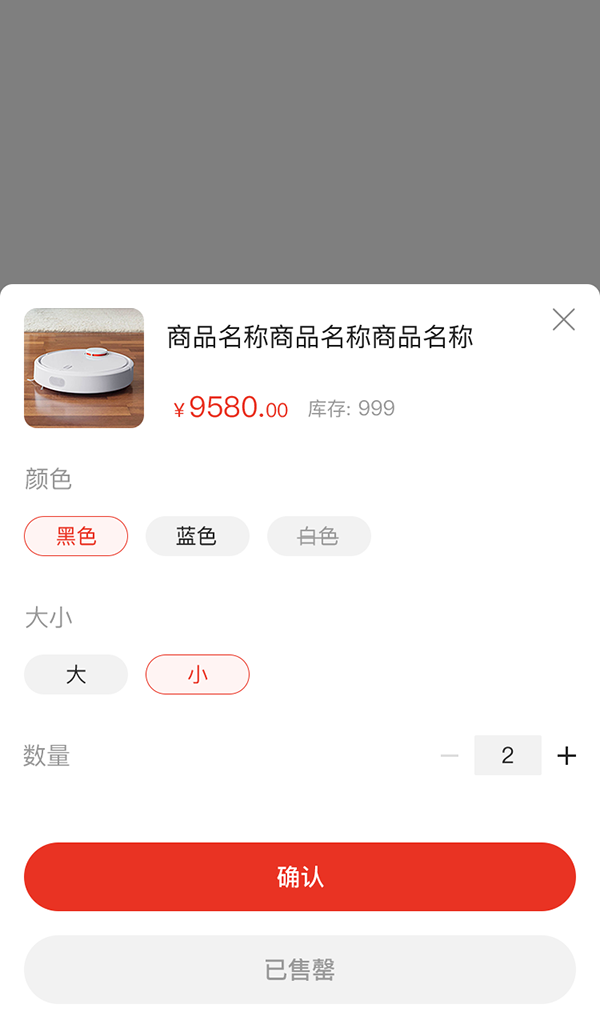 商品名称商品名称商品名称
¥9580.00 库存: 999
颜色
黑色 蓝色 白色
大小
大 小
数量 2
确认
已售罄